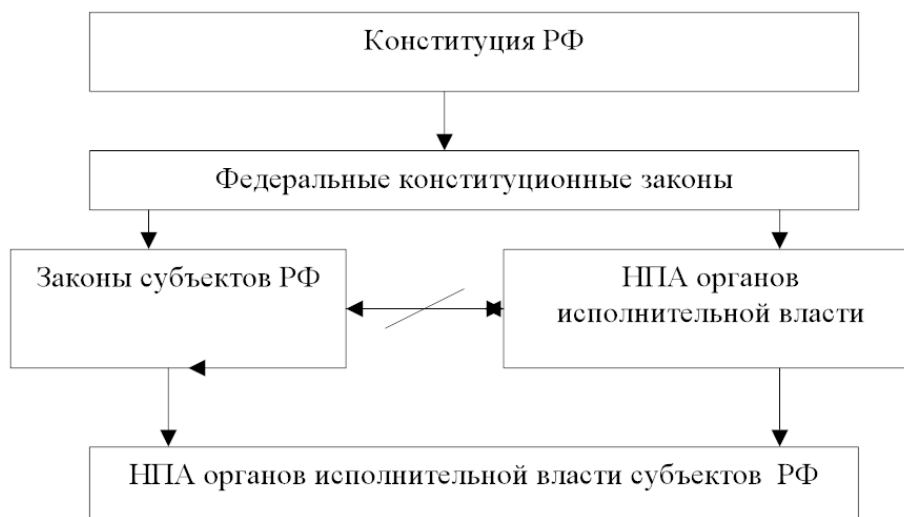 Конституция РФ
Федеральные конституционные законы
Законы субъектов РФ
НПА органов
исполнительной власти
НПА органов исполнительной власти субъектов РФ